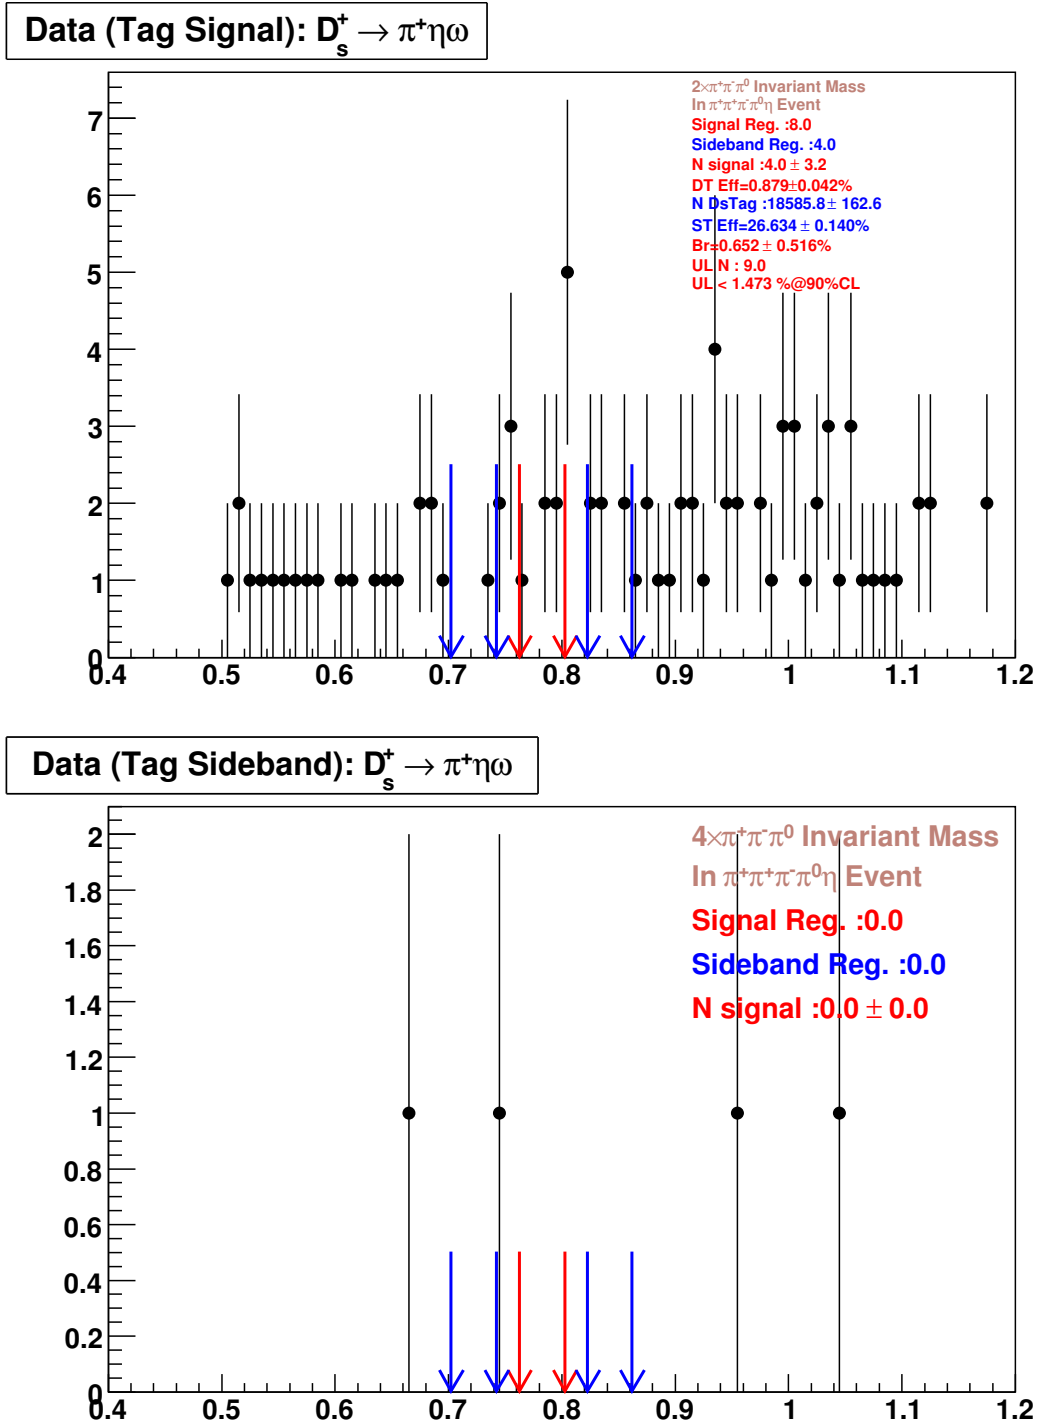 Data (Tag Signal): D_s^+ → π⁺ηω
2×π⁺π⁻π⁰ Invariant Mass
In π⁺π⁺π⁻π⁰η Event
Signal Reg. :8.0
Sideband Reg. :4.0
N signal :4.0 ± 3.2
DT Eff=0.879±0.042%
N DsTag :18585.8± 162.6
ST Eff=26.634 ± 0.140%
Br=0.652 ± 0.516%
UL N : 9.0
UL < 1.473 %@90%CL
7
6
5
4
3
2
1
0
0.4 0.5 0.6 0.7 0.8 0.9 1 1.1 1.2
Data (Tag Sideband): D_s^+ → π⁺ηω
4×π⁺π⁻π⁰ Invariant Mass
In π⁺π⁺π⁻π⁰η Event
Signal Reg. :0.0
Sideband Reg. :0.0
N signal :0.0 ± 0.0
2
1.8
1.6
1.4
1.2
1
0.8
0.6
0.4
0.2
0
0.4 0.5 0.6 0.7 0.8 0.9 1 1.1 1.2